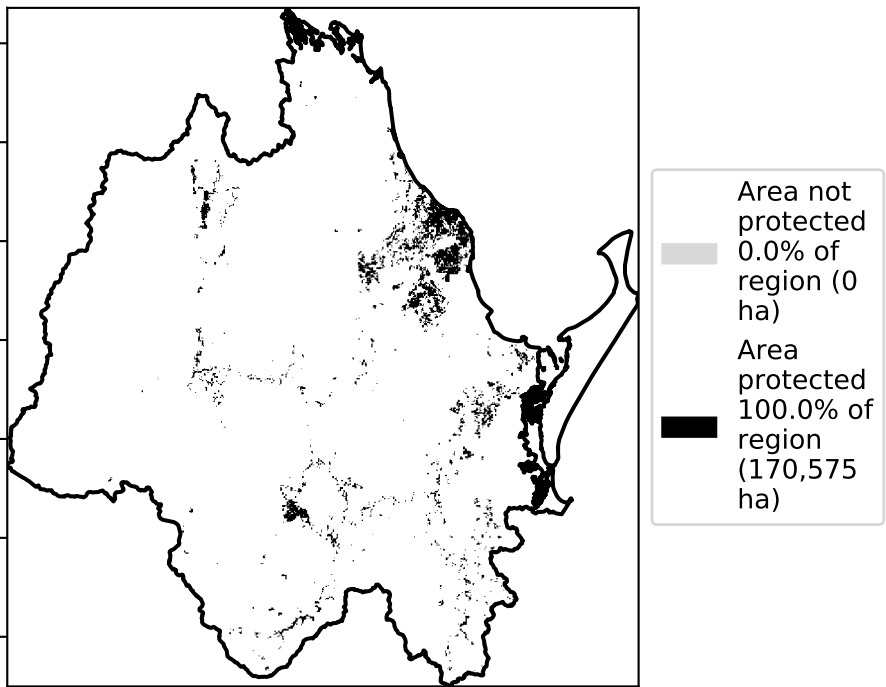 Area not
protected
0.0% of
region (0
ha)
Area
protected
100.0% of
region
(170,575
ha)